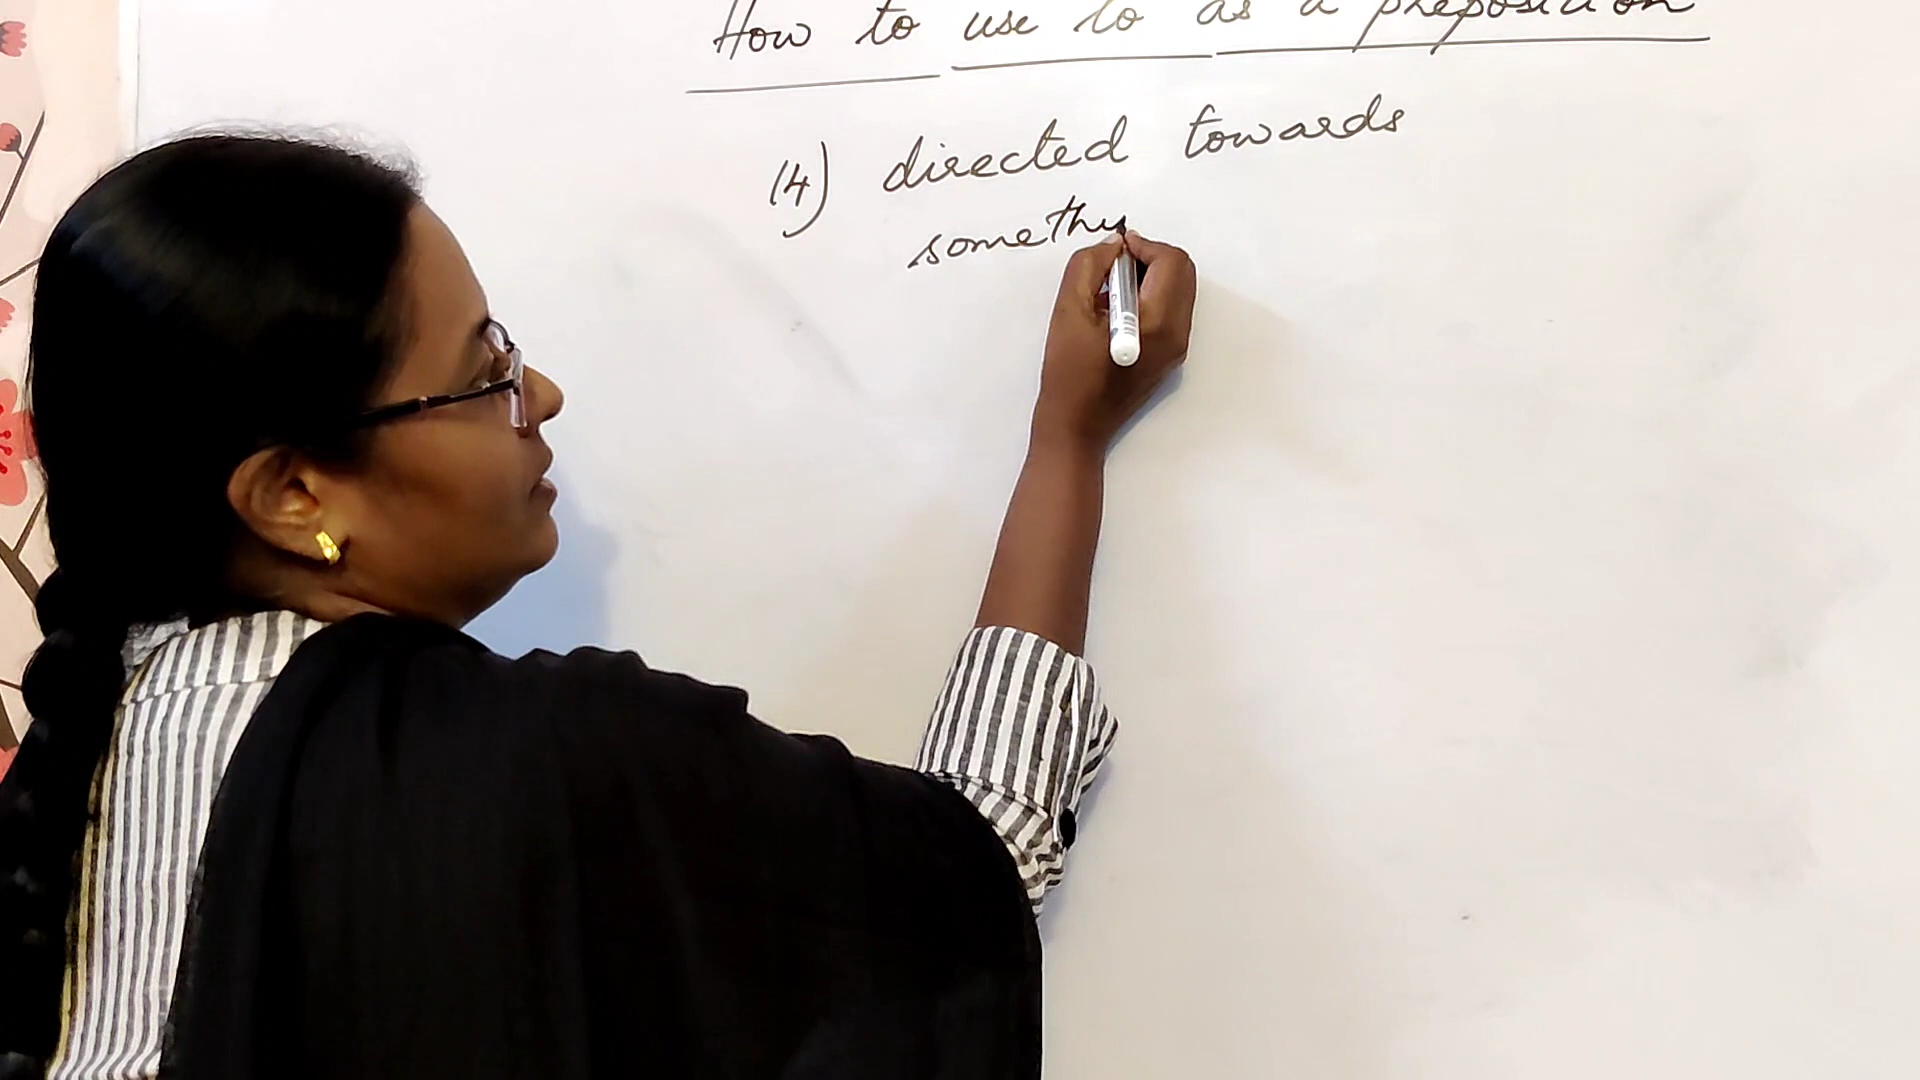 How to use to as a preposition
(4) directed towards
somethi